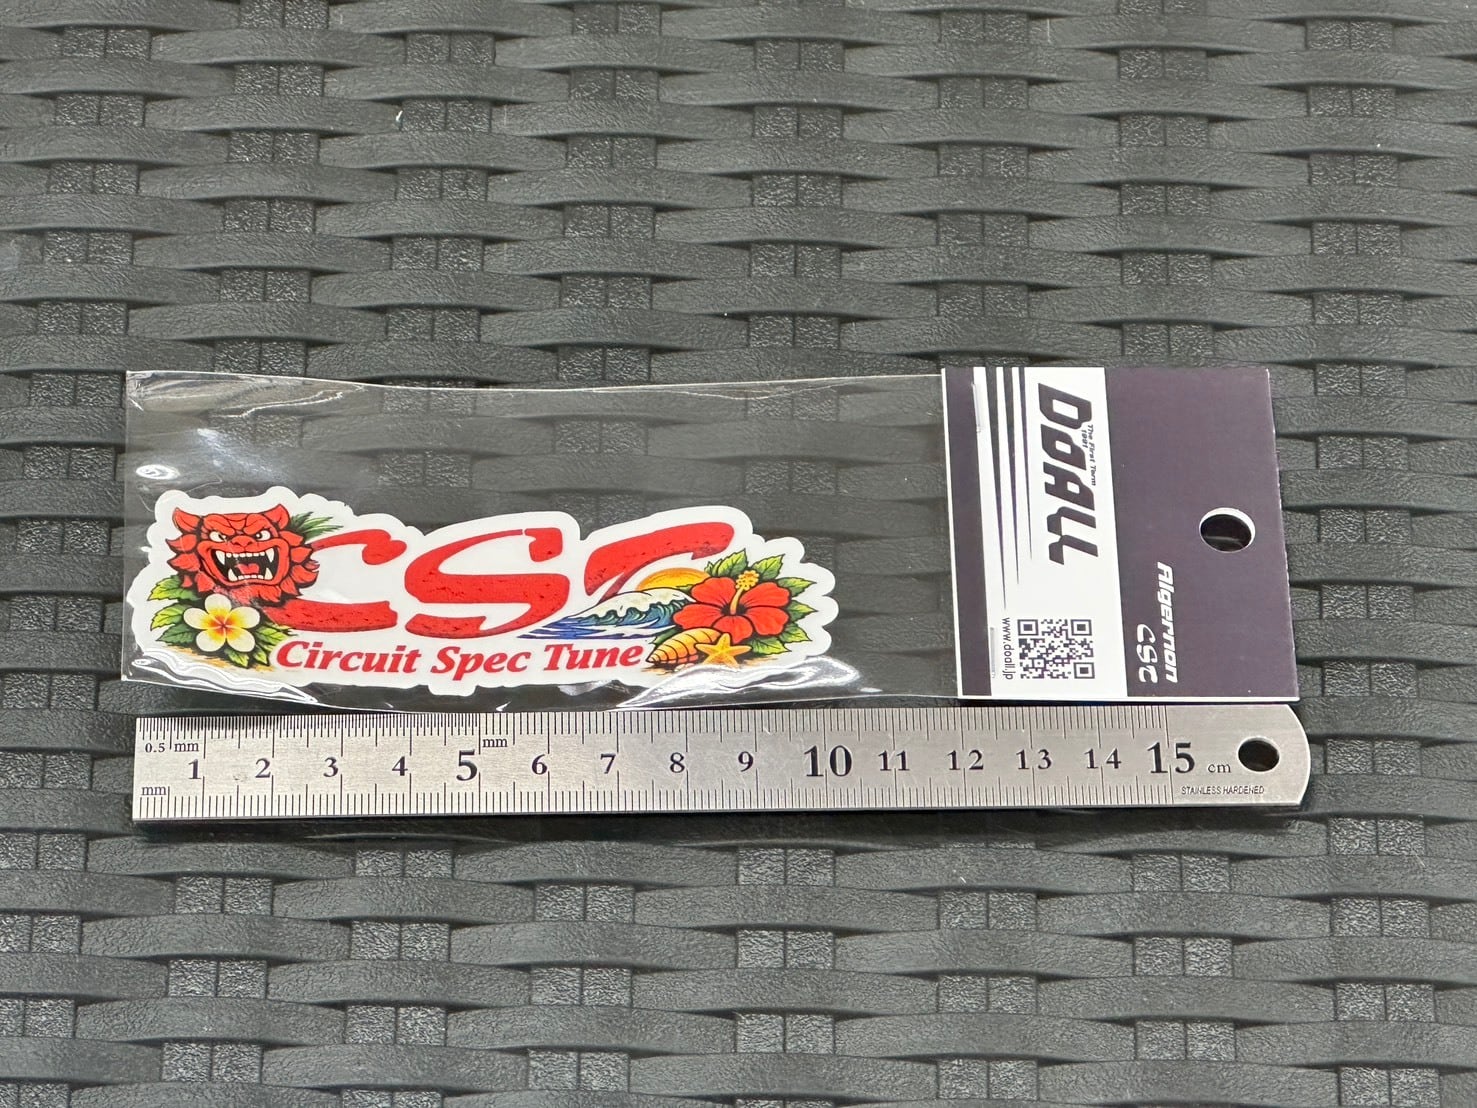 CST
Circuit Spec Tune
The First Term
1981
DOALL
www.doall.jp
Algernon
CST
0.5 mm
mm
1 2 3 4 5 6 7 8 9 10 11 12 13 14 15 cm
mm
STAINLESS HARDENED